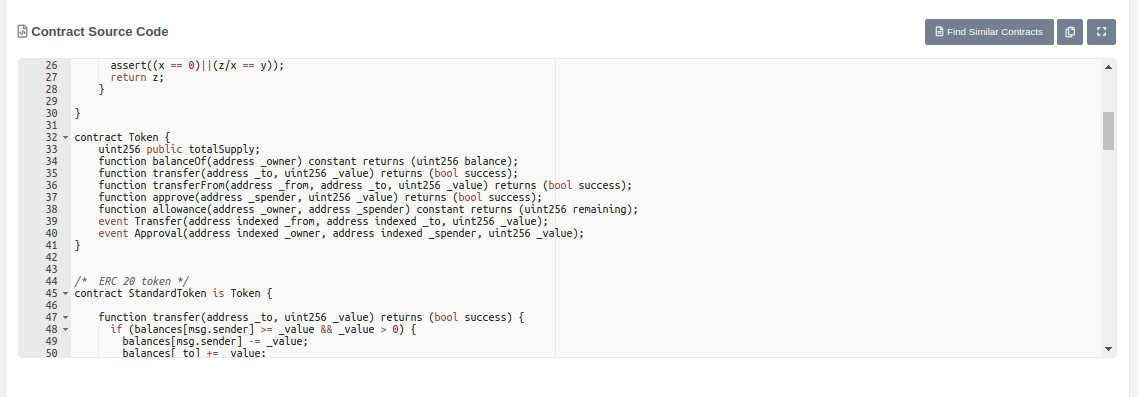 Contract Source Code
Find Similar Contracts
26 assert((x == 0)||(z/x == y));
27 return z;
28 }
29
30 }
31
32 contract Token {
33 uint256 public totalSupply;
34 function balanceOf(address _owner) constant returns (uint256 balance);
35 function transfer(address _to, uint256 _value) returns (bool success);
36 function transferFrom(address _from, address _to, uint256 _value) returns (bool success);
37 function approve(address _spender, uint256 _value) returns (bool success);
38 function allowance(address _owner, address _spender) constant returns (uint256 remaining);
39 event Transfer(address indexed _from, address indexed _to, uint256 _value);
40 event Approval(address indexed _owner, address indexed _spender, uint256 _value);
41 }
42
43
44 /*  ERC 20 token */
45 contract StandardToken is Token {
46
47 function transfer(address _to, uint256 _value) returns (bool success) {
48 if (balances[msg.sender] >= _value && _value > 0) {
49 balances[msg.sender] -= _value;
50 balances[_to] += _value;